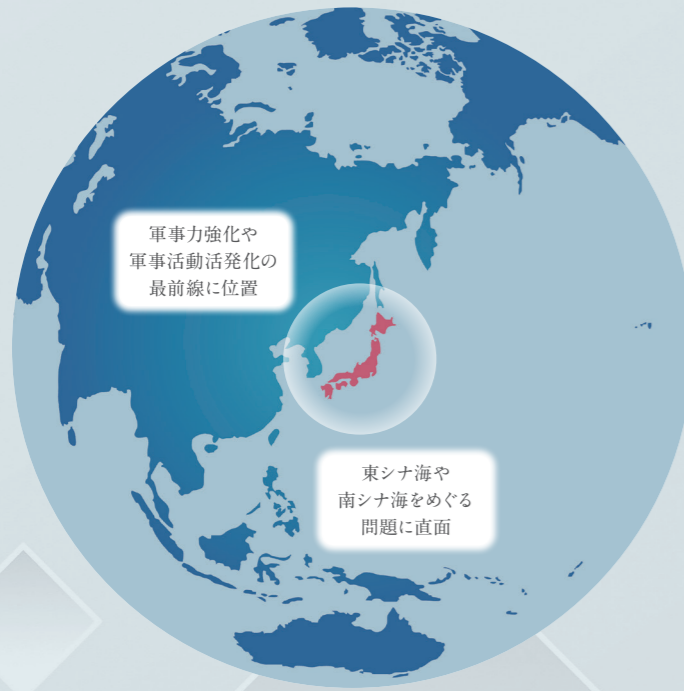 軍事力強化や
軍事活動活発化の
最前線に位置
東シナ海や
南シナ海をめぐる
問題に直面